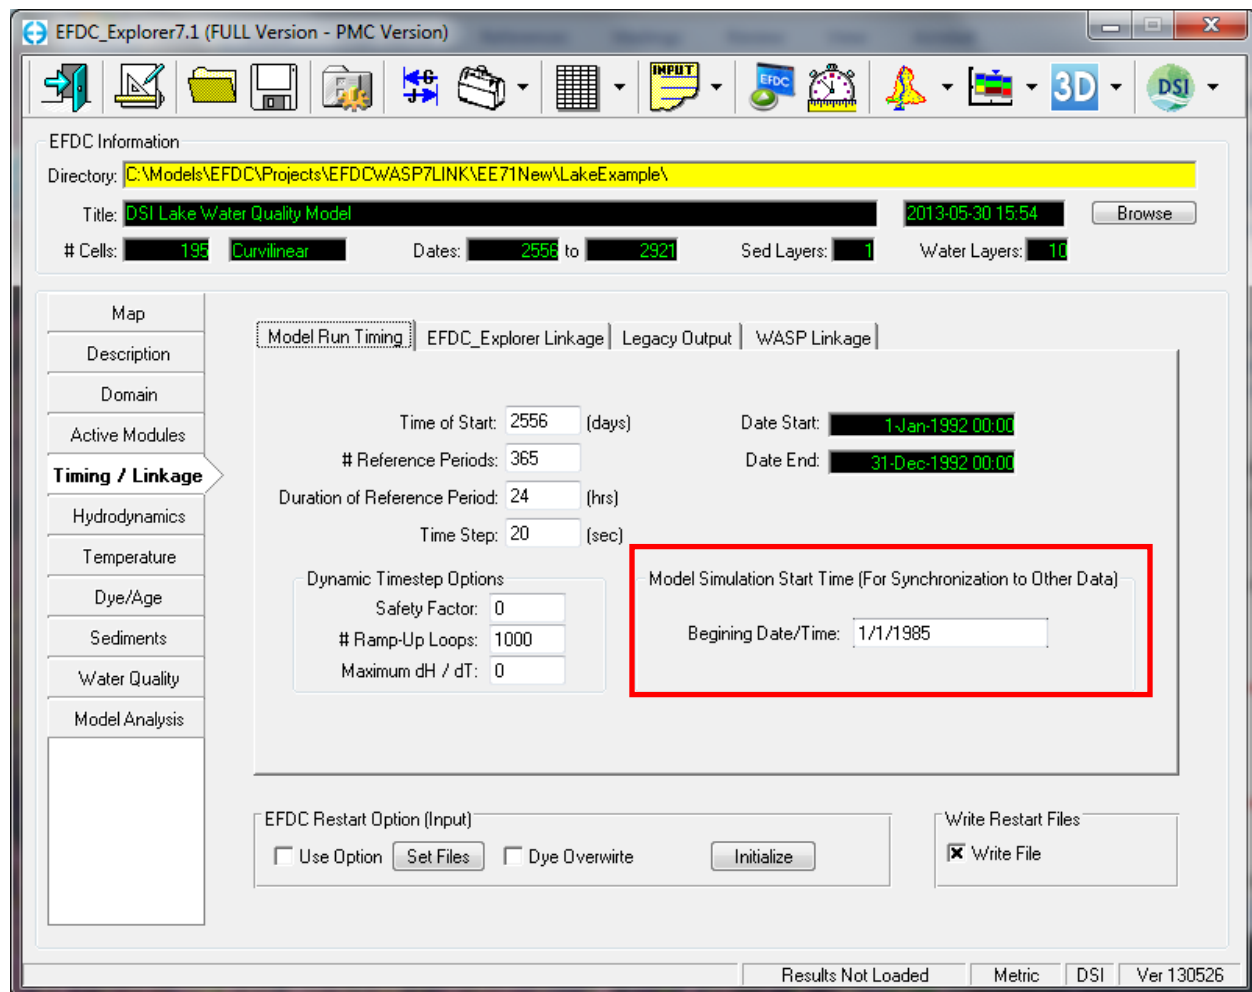 EFDC_Explorer7.1 (FULL Version - PMC Version)
INPUT EFDC 3D DSI
EFDC Information
Directory: C:\Models\EFDC\Projects\EFDCWASP7LINK\EE71New\LakeExample\
Title: DSI Lake Water Quality Model 2013-05-30 15:54 Browse
# Cells: 195 Curvilinear Dates: 2556 to 2921 Sed Layers: 1 Water Layers: 10
Map
Description
Domain
Active Modules
Timing / Linkage
Hydrodynamics
Temperature
Dye/Age
Sediments
Water Quality
Model Analysis
Model Run Timing EFDC_Explorer Linkage Legacy Output WASP Linkage
Time of Start: 2556 (days) Date Start: 1-Jan-1992 00:00
# Reference Periods: 365 Date End: 31-Dec-1992 00:00
Duration of Reference Period: 24 (hrs)
Time Step: 20 (sec)
Dynamic Timestep Options
Safety Factor: 0
# Ramp-Up Loops: 1000
Maximum dH / dT: 0
Model Simulation Start Time (For Synchronization to Other Data)
Begining Date/Time: 1/1/1985
EFDC Restart Option (Input)
Use Option Set Files Dye Overwirte Initialize
Write Restart Files
Write File
Results Not Loaded Metric DSI Ver 130526